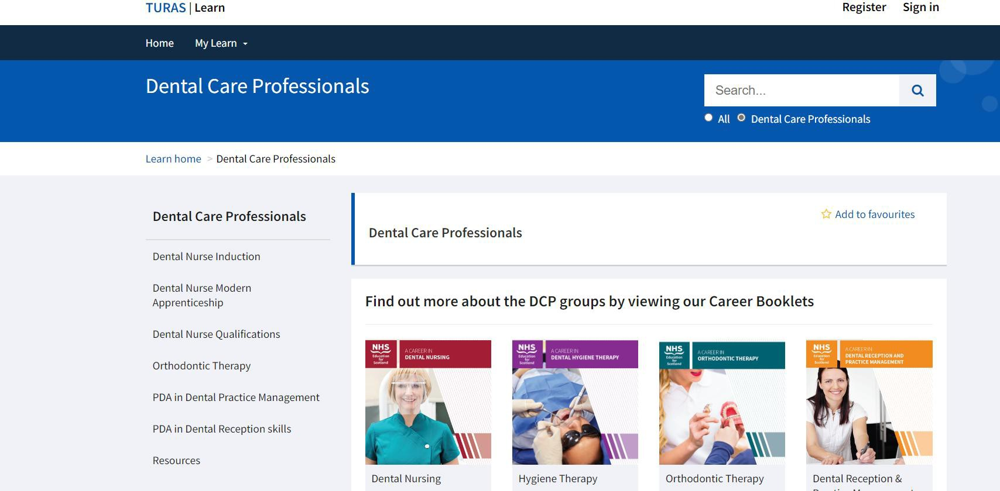 TURAS | Learn
Register
Sign in
Home
My Learn
Dental Care Professionals
Search...
All
Dental Care Professionals
Learn home > Dental Care Professionals
Dental Care Professionals
Dental Nurse Induction
Dental Nurse Modern
Apprenticeship
Dental Nurse Qualifications
Orthodontic Therapy
PDA in Dental Practice Management
PDA in Dental Reception skills
Resources
Add to favourites
Dental Care Professionals
Find out more about the DCP groups by viewing our Career Booklets
NHS
Education
for
Scotland
A CAREER IN
DENTAL NURSING
Dental Nursing
NHS
Education
for
Scotland
A CAREER IN
DENTAL HYGIENE THERAPY
Hygiene Therapy
NHS
Education
for
Scotland
A CAREER IN
ORTHODONTIC THERAPY
Orthodontic Therapy
NHS
Education
for
Scotland
A CAREER IN
DENTAL RECEPTION AND
PRACTICE MANAGEMENT
Dental Reception &